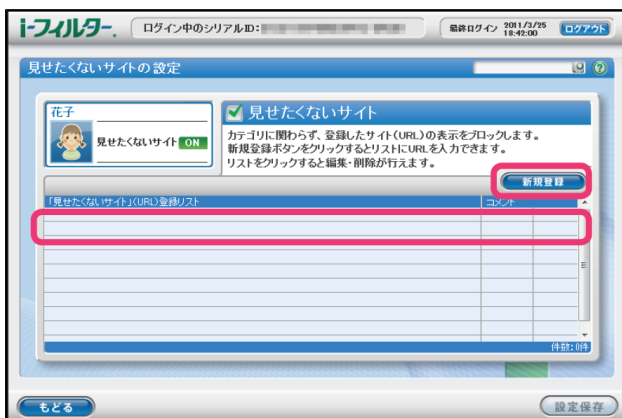 i-フィルター
ログイン中のシリアルID:
最終ログイン 2011/3/25 18:42:00
ログアウト
見せたくないサイトの設定
花子
見せたくないサイト ON
見せたくないサイト
カテゴリに関わらず、登録したサイト(URL)の表示をブロックします。
新規登録ボタンをクリックするとリストにURLを入力できます。
リストをクリックすると編集・削除が行えます。
新規登録
「見せたくないサイト」(URL)登録リスト
コメント
件数:0件
もどる
設定保存